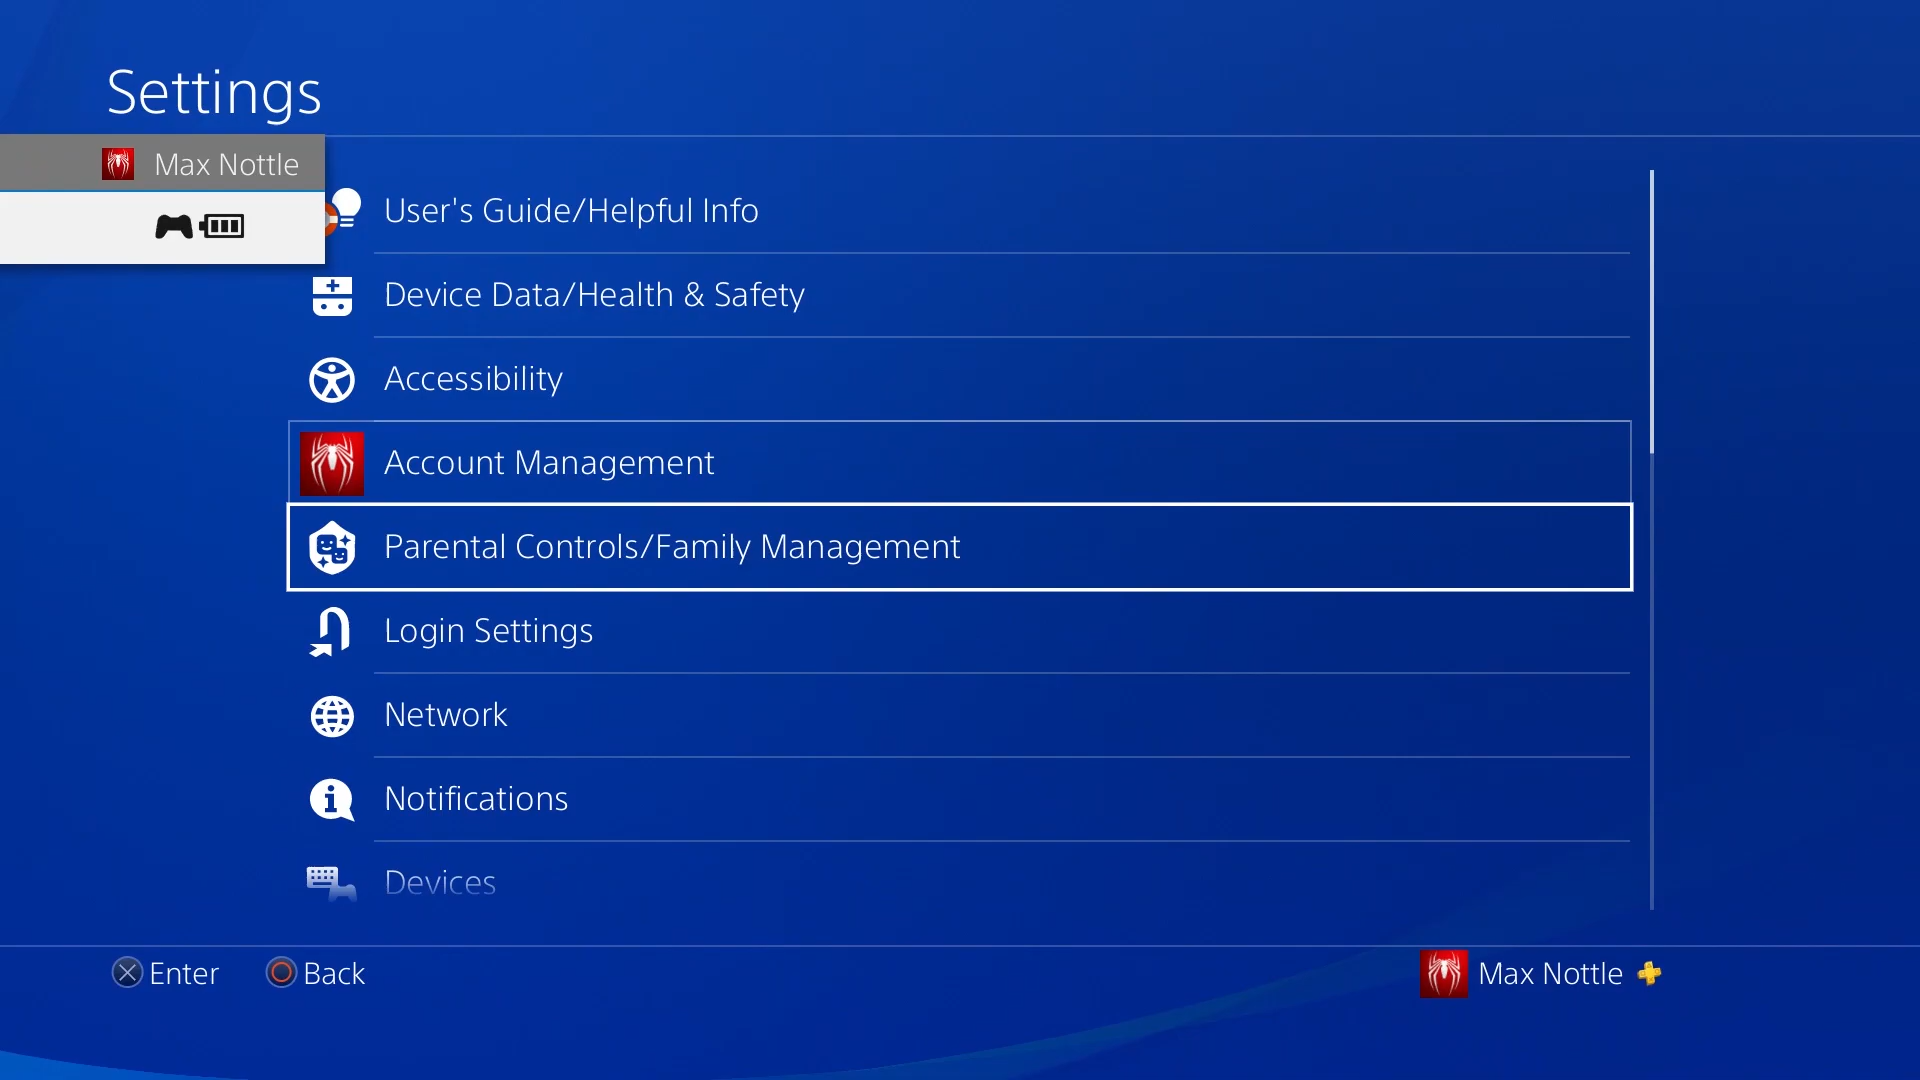 Settings
Max Nottle
User's Guide/Helpful Info
Device Data/Health & Safety
Accessibility
Account Management
Parental Controls/Family Management
Login Settings
Network
Notifications
Devices
Enter
Back
Max Nottle